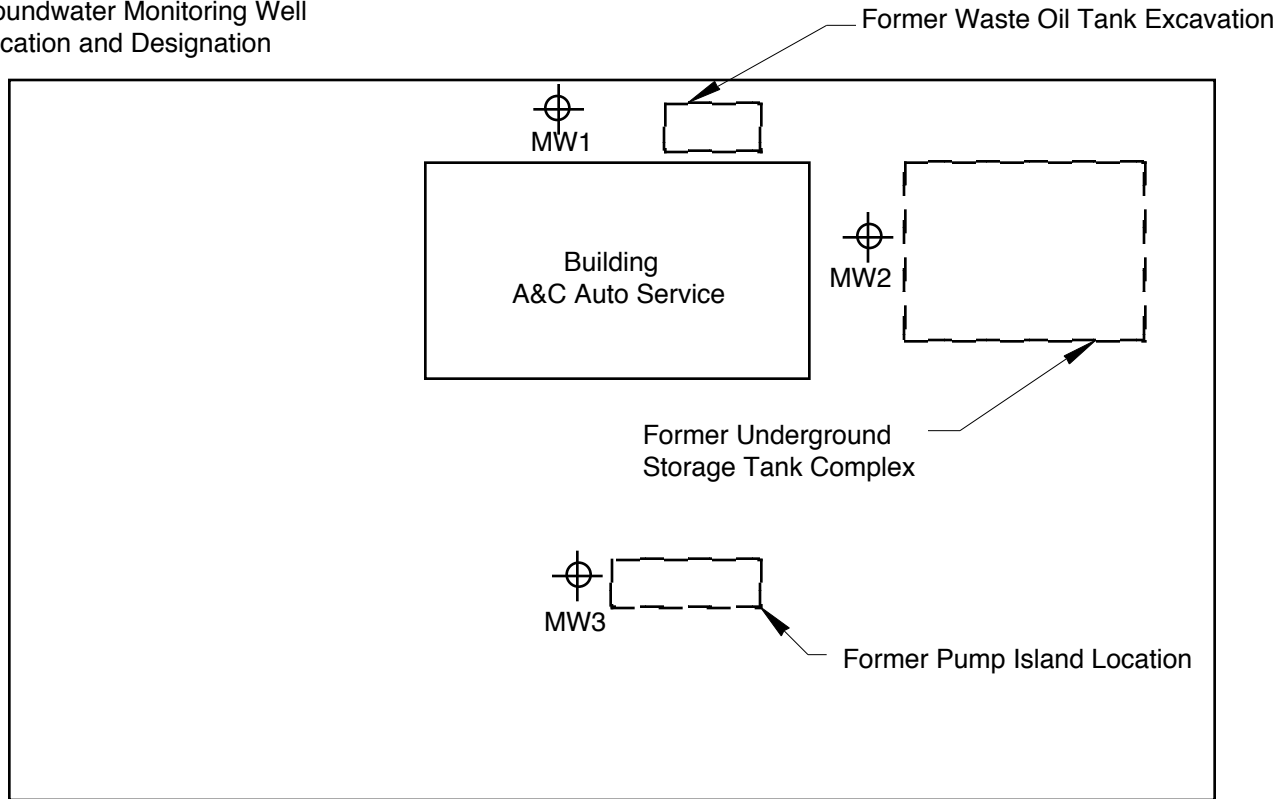 oundwater Monitoring Well
cation and Designation
Former Waste Oil Tank Excavation
MW1
Building
A&C Auto Service
MW2
Former Underground
Storage Tank Complex
MW3
Former Pump Island Location